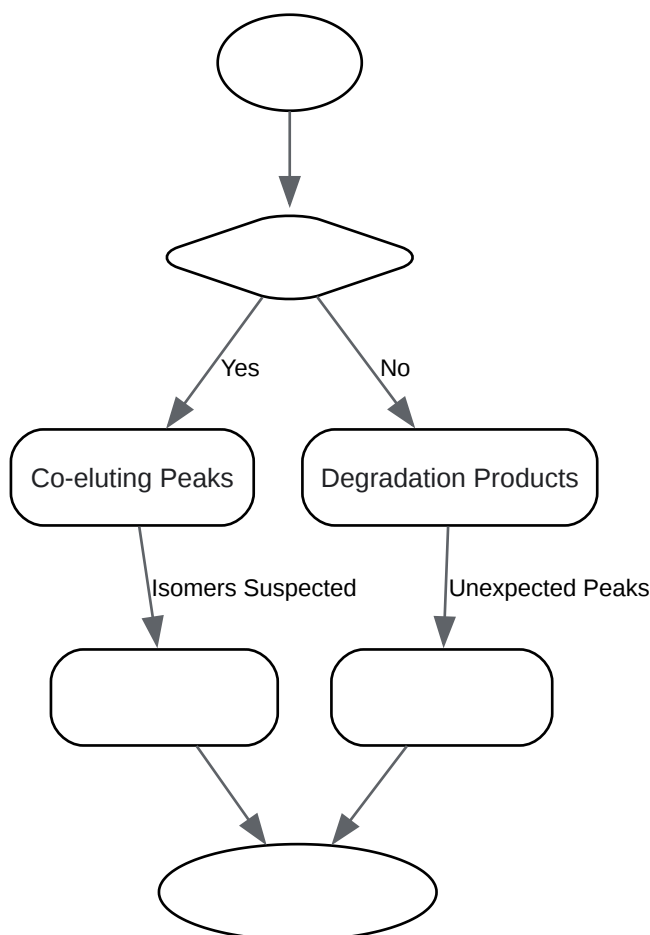 Yes
No
Co-eluting Peaks
Degradation Products
Isomers Suspected
Unexpected Peaks